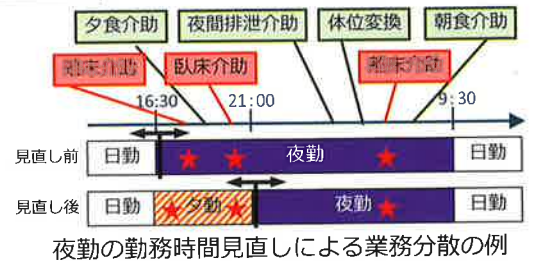 夕食介助 夜間排泄介助 体位変換 朝食介助
離床介助 臥床介助 離床介助
16:30 21:00 9:30
見直し前 日勤 夜勤 日勤
見直し後 日勤 夕勤 夜勤 日勤
夜勤の勤務時間見直しによる業務分散の例